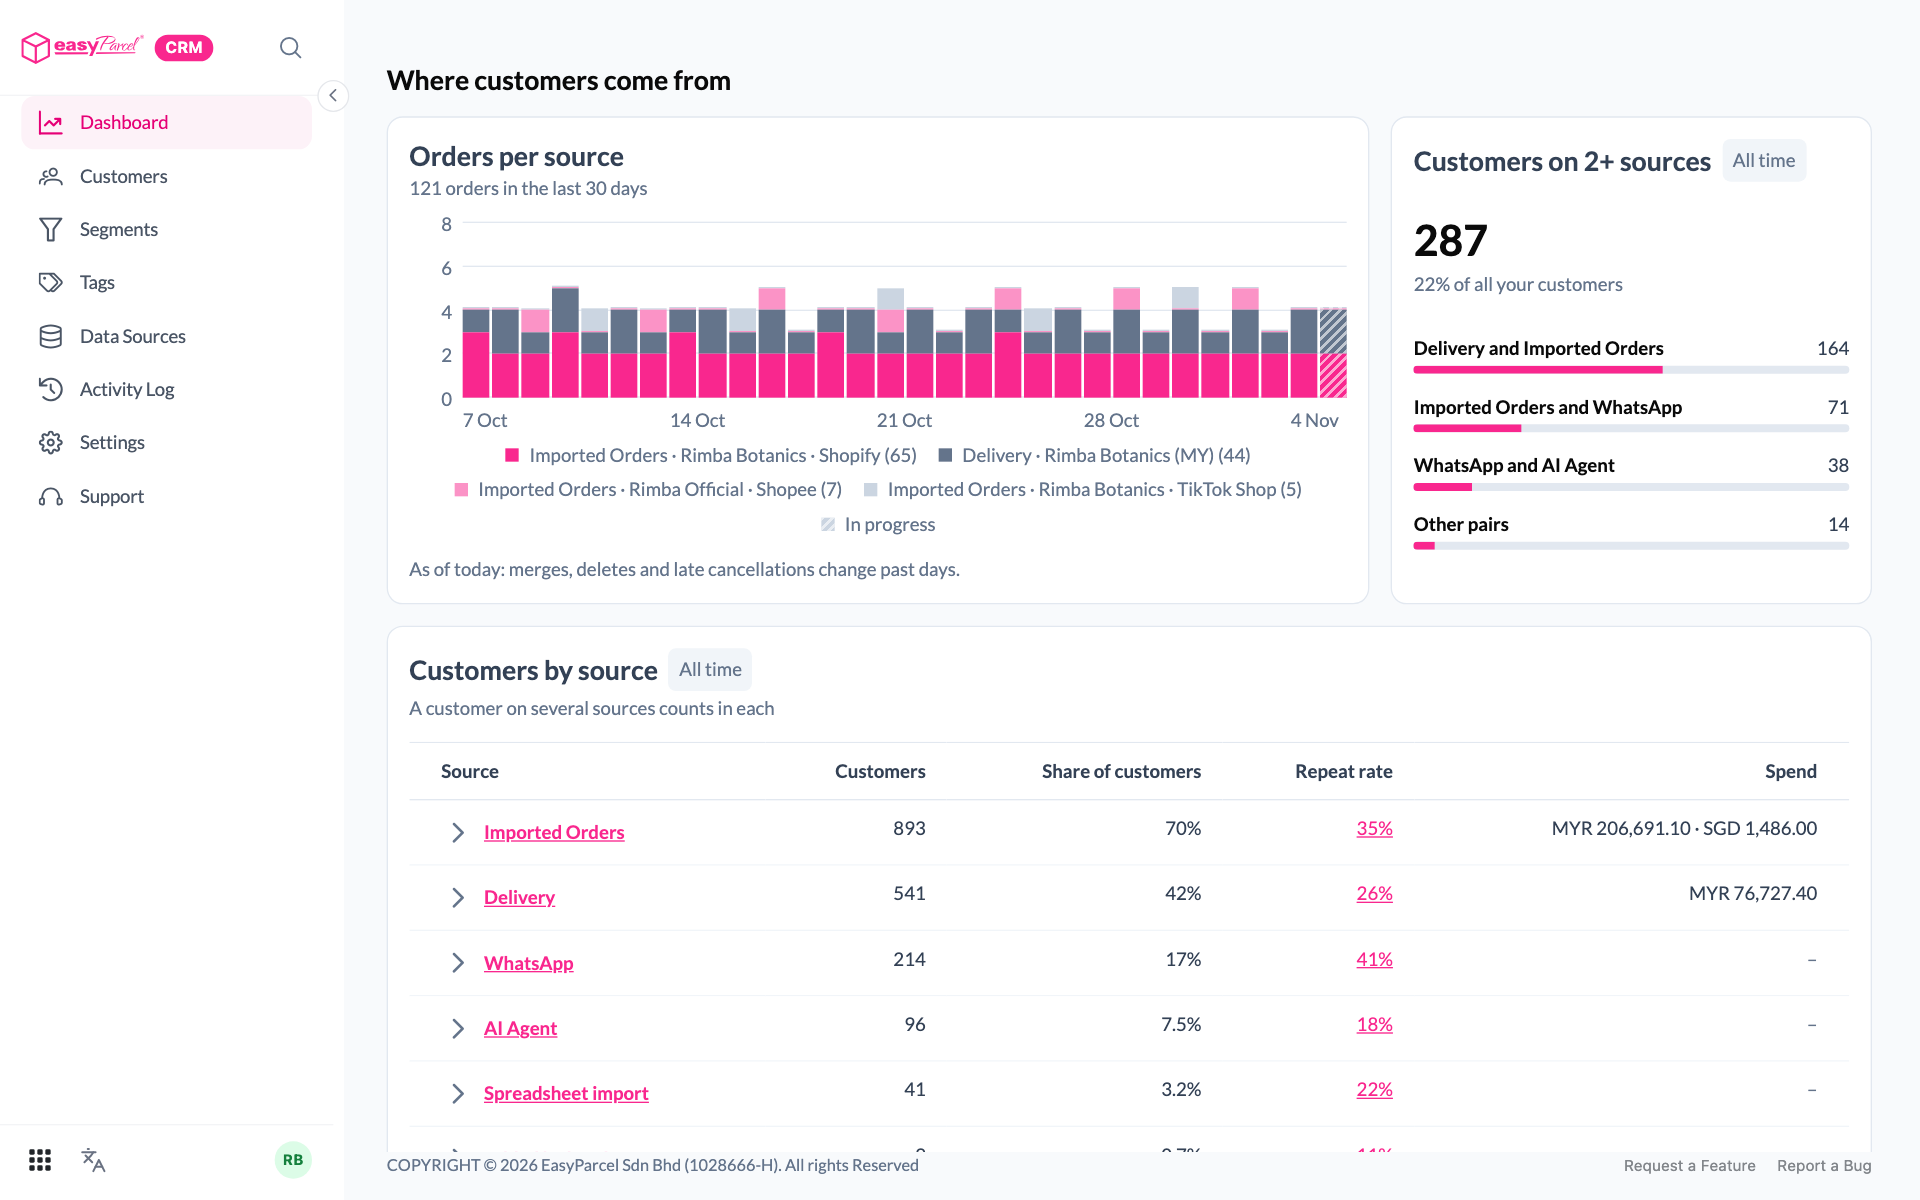 easyParcel CRM
Dashboard
Customers
Segments
Tags
Data Sources
Activity Log
Settings
Support
RB
Where customers come from
Orders per source
121 orders in the last 30 days
8
6
4
2
0
7 Oct 14 Oct 21 Oct 28 Oct 4 Nov
Imported Orders · Rimba Botanics · Shopify (65) Delivery · Rimba Botanics (MY) (44)
Imported Orders · Rimba Official · Shopee (7) Imported Orders · Rimba Botanics · TikTok Shop (5)
In progress
As of today: merges, deletes and late cancellations change past days.
Customers on 2+ sources All time
287
22% of all your customers
Delivery and Imported Orders 164
Imported Orders and WhatsApp 71
WhatsApp and AI Agent 38
Other pairs 14
Customers by source All time
A customer on several sources counts in each
Source Customers Share of customers Repeat rate Spend
Imported Orders 893 70% 35% MYR 206,691.10 · SGD 1,486.00
Delivery 541 42% 26% MYR 76,727.40
WhatsApp 214 17% 41% –
AI Agent 96 7.5% 18% –
Spreadsheet import 41 3.2% 22% –
COPYRIGHT © 2026 EasyParcel Sdn Bhd (1028666-H). All rights Reserved
Request a Feature Report a Bug